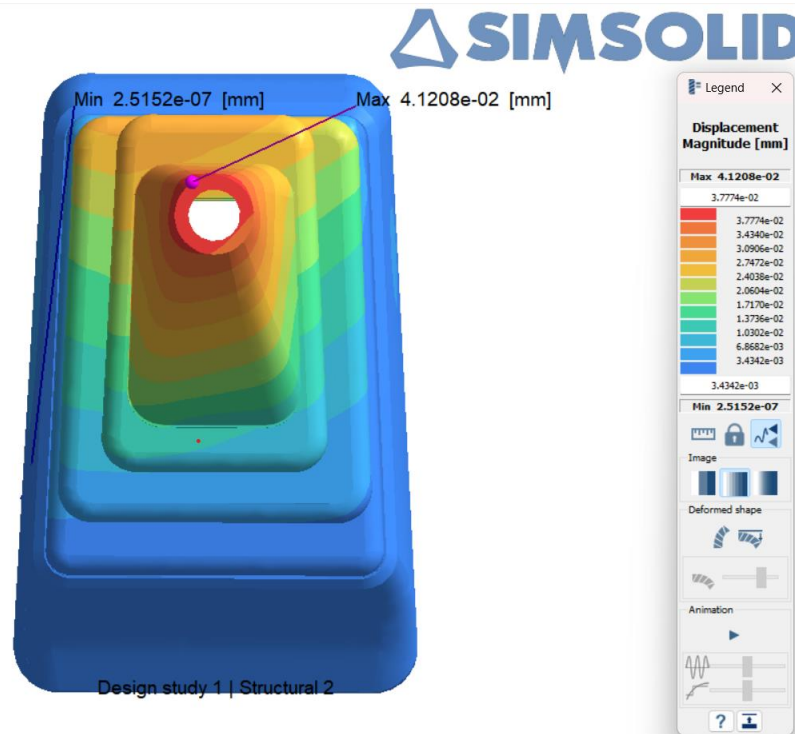 SIMSOLID
Min 2.5152e-07 [mm]
Max 4.1208e-02 [mm]
Design study 1 | Structural 2
Legend
Displacement
Magnitude [mm]
Max 4.1208e-02
3.7774e-02
3.7774e-02
3.4340e-02
3.0906e-02
2.7472e-02
2.4038e-02
2.0604e-02
1.7170e-02
1.3736e-02
1.0302e-02
6.8682e-03
3.4342e-03
3.4342e-03
Min 2.5152e-07
Image
Deformed shape
Animation
?